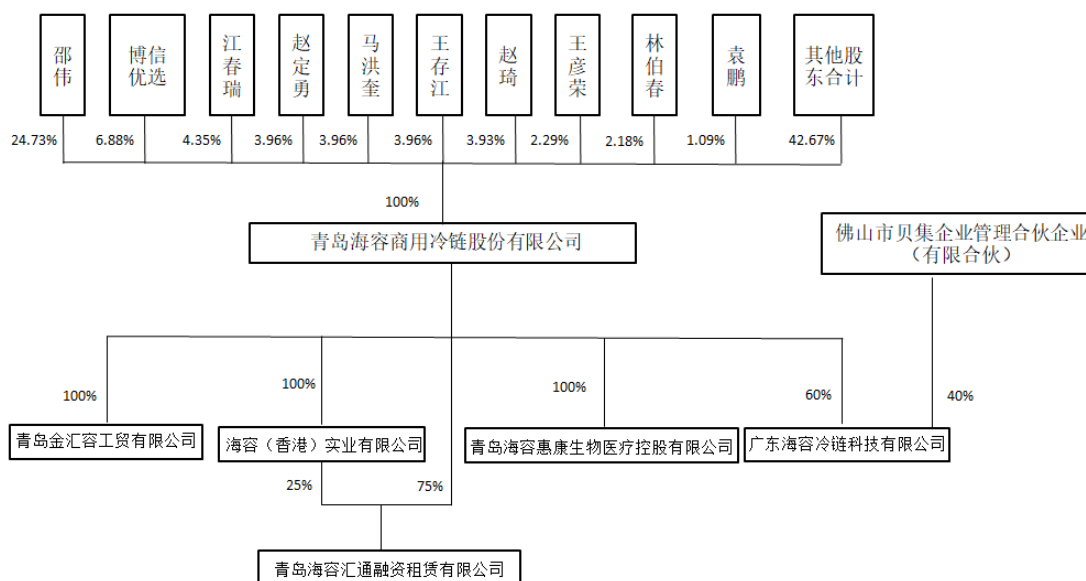 邵伟
博信
优选
江春瑞
赵定勇
马洪奎
王存江
赵琦
王彦荣
林伯春
袁鹏
其他股
东合计
24.73%
6.88%
4.35%
3.96%
3.96%
3.96%
3.93%
2.29%
2.18%
1.09%
42.67%
100%
青岛海容商用冷链股份有限公司
佛山市贝集企业管理合伙企业
（有限合伙）
100%
100%
100%
60%
40%
青岛金汇容工贸有限公司
海容（香港）实业有限公司
青岛海容惠康生物医疗控股有限公司
广东海容冷链科技有限公司
25%
75%
青岛海容汇通融资租赁有限公司